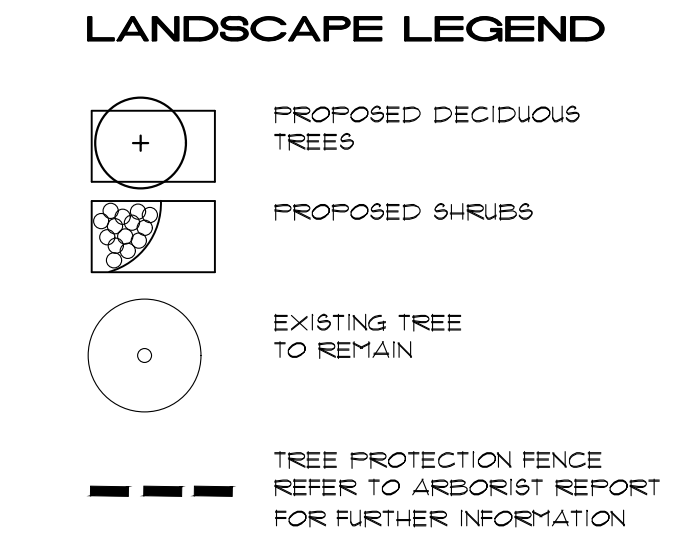 LANDSCAPE LEGEND
PROPOSED DECIDUOUS
TREES
PROPOSED SHRUBS
EXISTING TREE
TO REMAIN
TREE PROTECTION FENCE
REFER TO ARBORIST REPORT
FOR FURTHER INFORMATION